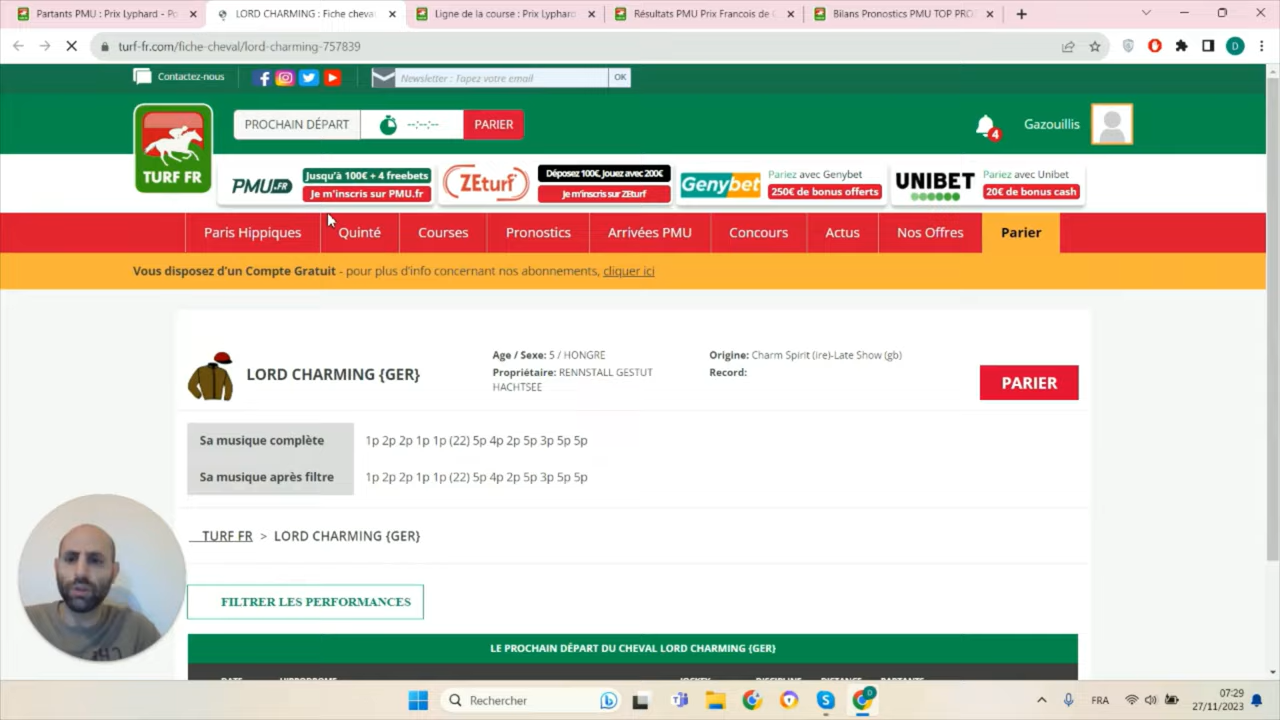 Partants PMU : Prix Lyphard - Po
LORD CHARMING : Fiche cheval
Ligne de la course : Prix Lyphard
Résultats PMU Prix Francois de
Bilans Pronostics PMU TOP PRO
turf-fr.com/fiche-cheval/lord-charming-757839
D
Contactez-nous
Newsletter : Tapez votre email
OK
TURF FR
PROCHAIN DÉPART
--:--:--
PARIER
4
Gazouillis
PMU.FR
Jusqu'à 100€ + 4 freebets
Je m'inscris sur PMU.fr
ZEturf
Déposez 100€, Jouez avec 200€
Je m'inscris sur ZEturf
Genybet
Pariez avec Genybet
250€ de bonus offerts
UNIBET
Pariez avec Unibet
20€ de bonus cash
Paris Hippiques
Quinté
Courses
Pronostics
Arrivées PMU
Concours
Actus
Nos Offres
Parier
Vous disposez d'un Compte Gratuit - pour plus d'info concernant nos abonnements, cliquer ici
LORD CHARMING {GER}
Age / Sexe: 5 / HONGRE
Propriétaire: RENNSTALL GESTUT
HACHTSEE
Origine: Charm Spirit (ire)-Late Show (gb)
Record:
PARIER
Sa musique complète
1p 2p 2p 1p 1p (22) 5p 4p 2p 5p 3p 5p 5p
Sa musique après filtre
1p 2p 2p 1p 1p (22) 5p 4p 2p 5p 3p 5p 5p
TURF FR > LORD CHARMING {GER}
FILTRER LES PERFORMANCES
LE PROCHAIN DÉPART DU CHEVAL LORD CHARMING {GER}
DATE HIPPODROME JOCKEY DISCIPLINE DISTANCE PARTANTS
Rechercher
D
FRA
07:29
27/11/2023